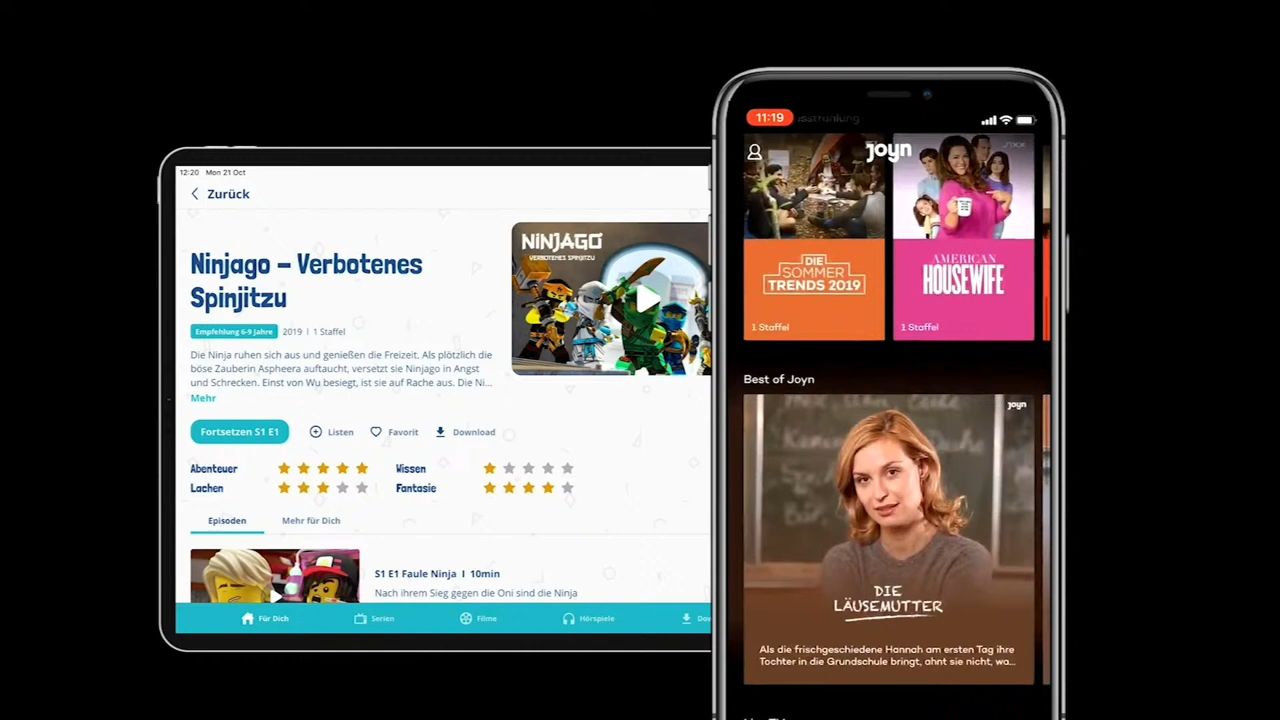 12:20 Mon 21 Oct
Zurück
Ninjago – Verbotenes
Spinjitzu
Empfehlung 6-9 Jahre 2019 I 1 Staffel
Die Ninja ruhen sich aus und genießen die Freizeit. Als plötzlich die
böse Zauberin Aspheera auftaucht, versetzt sie Ninjago in Angst
und Schrecken. Einst von Wu besiegt, ist sie auf Rache aus. Die Ni...
Mehr
Fortsetzen S1 E1 Listen Favorit Download
Abenteuer Wissen
Lachen Fantasie
Episoden Mehr für Dich
S1 E1 Faule Ninja I 10min
Nach ihrem Sieg gegen die Oni sind die Ninja
Für Dich Serien Filme Hörspiele Dow
NINJAGO
VERBOTENES SPINJITZU
11:19
joyn
sixx
DIE
SOMMER
TRENDS 2019
1 Staffel
AMERICAN
HOUSEWIFE
1 Staffel
Best of Joyn
joyn
DIE
LÄUSEMUTTER
Als die frischgeschiedene Hannah am ersten Tag ihre
Tochter in die Grundschule bringt, ahnt sie nicht, wa...